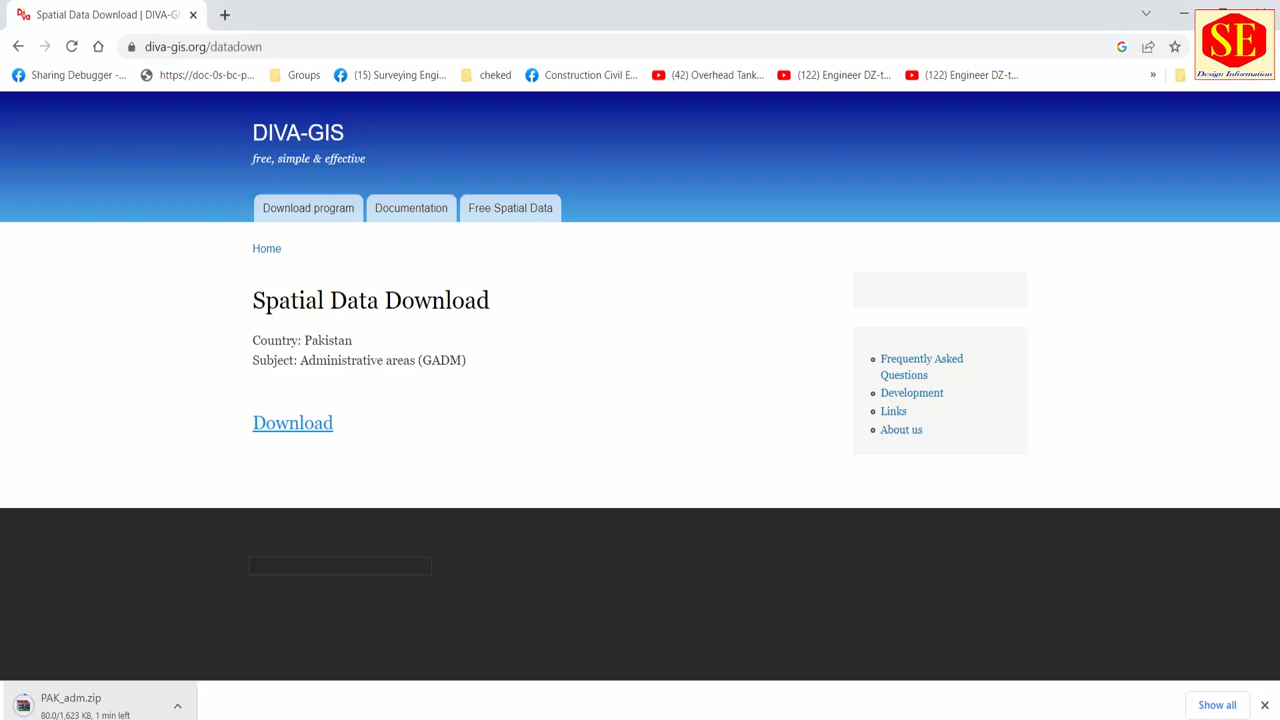 Spatial Data Download | DIVA-G
diva-gis.org/datadown
Sharing Debugger -...
https://doc-0s-bc-p...
Groups
(15) Surveying Engi...
cheked
Construction Civil E...
(42) Overhead Tank...
(122) Engineer DZ-t...
(122) Engineer DZ-t...
»
SE
Design Information
DIVA-GIS
free, simple & effective
Download program
Documentation
Free Spatial Data
Home
Spatial Data Download
Country: Pakistan
Subject: Administrative areas (GADM)
Download
Frequently Asked
Questions
Development
Links
About us
PAK_adm.zip
80.0/1,623 KB, 1 min left
Show all